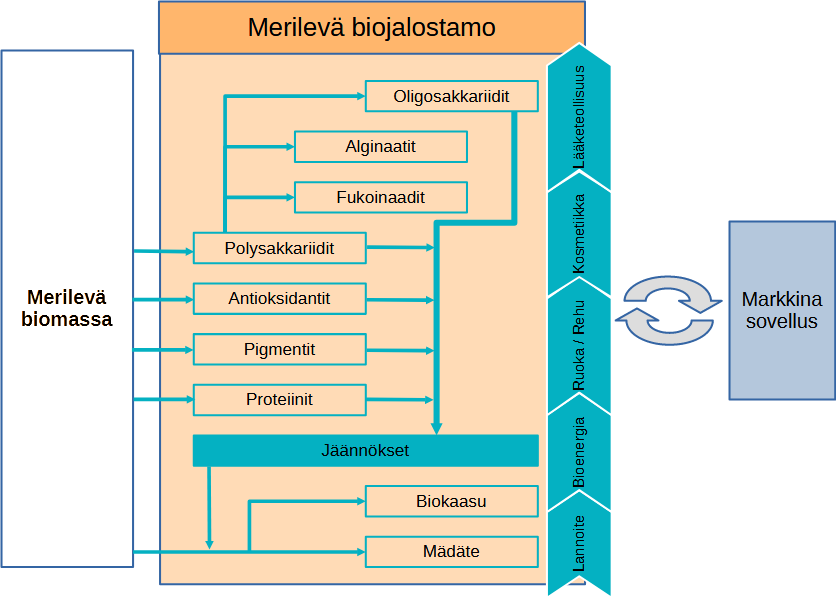 Merilevä biojalostamo
Merilevä
biomassa
Oligosakkariidit
Alginaatit
Fukoinaadit
Polysakkariidit
Antioksidantit
Pigmentit
Proteiinit
Jäännökset
Biokaasu
Mädäte
Lääketeollisuus
Kosmetiikka
Ruoka / Rehu
Bioenergia
Lannoite
Markkina
sovellus